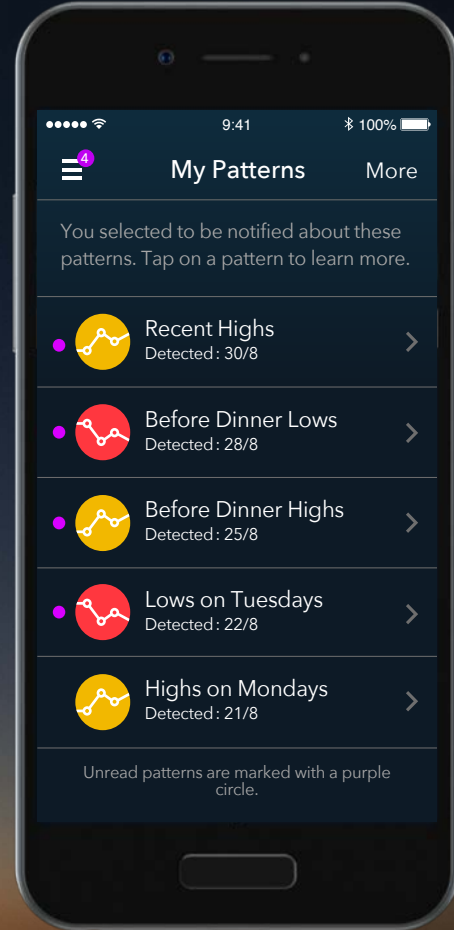 9:41
100%
4
My Patterns
More
You selected to be notified about these
patterns. Tap on a pattern to learn more.
Recent Highs
Detected : 30/8
Before Dinner Lows
Detected : 28/8
Before Dinner Highs
Detected : 25/8
Lows on Tuesdays
Detected : 22/8
Highs on Mondays
Detected : 21/8
Unread patterns are marked with a purple
circle.